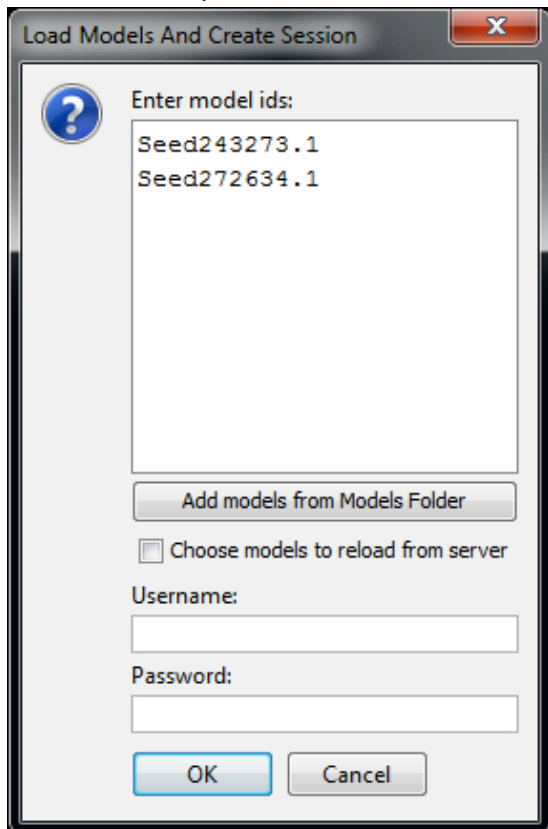 Load Models And Create Session
Enter model ids:
Seed243273.1
Seed272634.1
Add models from Models Folder
Choose models to reload from server
Username:
Password:
OK
Cancel